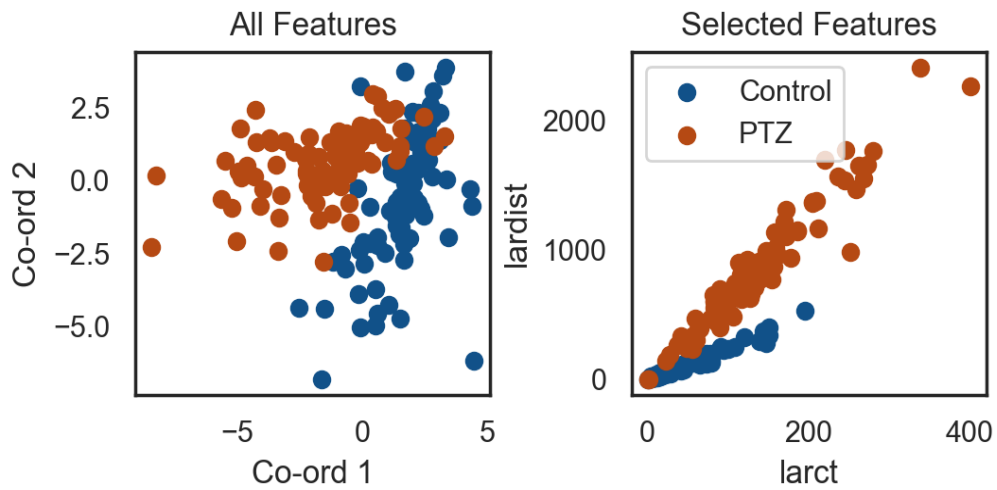 All Features
2.5
0.0
−2.5
−5.0
Co-ord 2
−5
0
5
Co-ord 1
Selected Features
Control
PTZ
2000
1000
0
lardist
0
200
400
larct